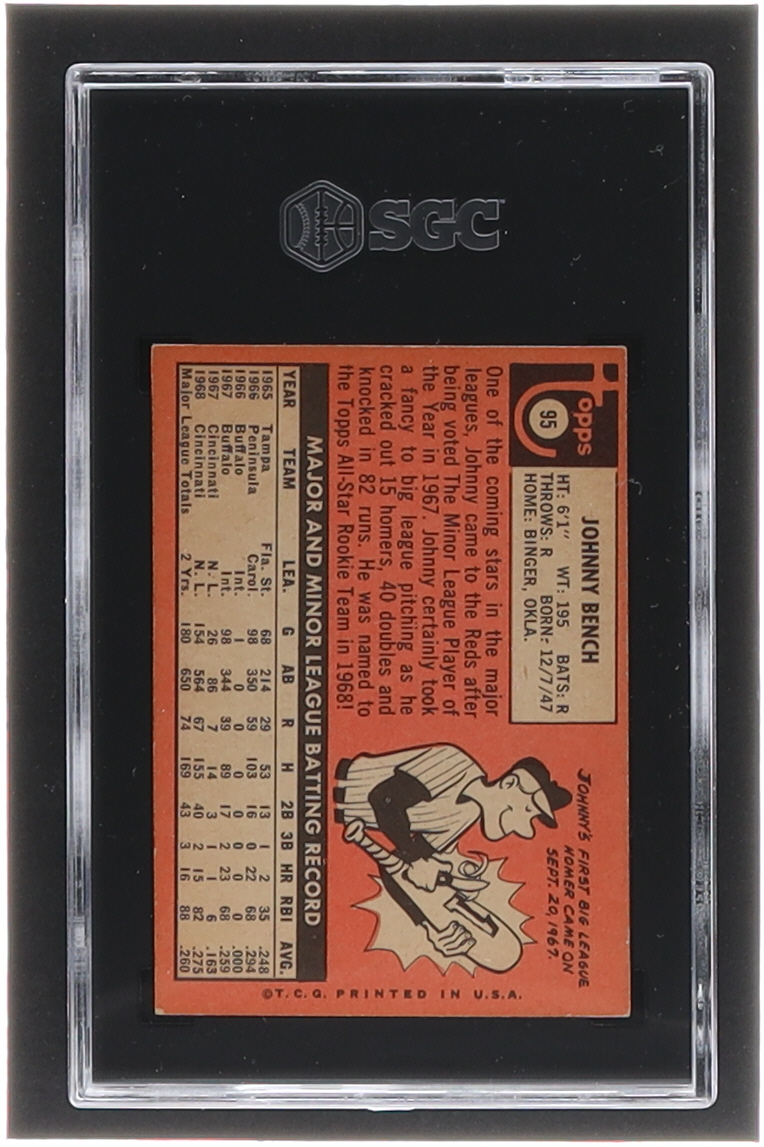 SGC
Topps
95
JOHNNY BENCH
HT: 6'1" WT: 195 BATS: R
THROWS: R BORN: 12/7/47
HOME: BINGER, OKLA.
One of the coming stars in the major
leagues, Johnny came to the Reds after
being voted The Minor League Player of
the Year in 1967. Johnny certainly took
a fancy to big league pitching as he
cracked out 15 homers, 40 doubles and
knocked in 82 runs. He was named to
the Topps All-Star Rookie Team in 1968!
JOHNNY'S FIRST BIG LEAGUE
HOMER CAME ON
SEPT. 20, 1967.
1
MAJOR AND MINOR LEAGUE BATTING RECORD
YEAR TEAM LEA. G AB R H 2B 3B HR RBI AVG.
1965 Tampa Fla. St. 68 214 29 53 13 1 2 35 .248
1966 Peninsula Carol 98 350 59 103 16 0 22 68 .294
1966 Buffalo Int. 1 0 0 0 0 0 0 0 .000
1967 Buffalo Int. 98 344 39 89 17 2 23 68 .259
1967 Cincinnati N. L. 26 86 7 14 3 1 1 6 .163
1968 Cincinnati N. L. 154 564 67 155 40 2 15 82 .275
Major League Totals 2 Yrs. 180 650 74 169 43 3 16 88 .260
©T.C.G. PRINTED IN U.S.A.